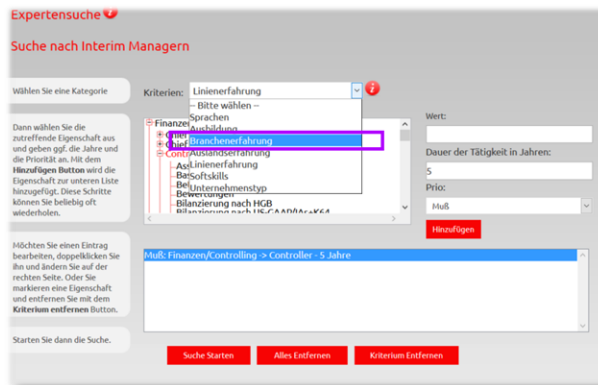 Expertensuche
Suche nach Interim Managern
Wählen Sie eine Kategorie
Kriterien:
Linienerfahrung
-- Bitte wählen --
Sprachen
Ausbildung
Branchenerfahrung
Auslandserfahrung
Linienerfahrung
Softskills
Unternehmenstyp
Dann wählen Sie die
zutreffende Eigenschaft aus
und geben ggf. die Jahre und
die Priorität an. Mit dem
Hinzufügen Button wird die
Eigenschaft zur unteren Liste
hinzugefügt. Diese Schritte
können Sie beliebig oft
wiederholen.
Bewertungen
Bilanzierung nach HGB
Bilanzierung nach US-GAAP/IAS
Wert:
Dauer der Tätigkeit in Jahren:
5
Prio:
Muß
Hinzufügen
Möchten Sie einen Eintrag
bearbeiten, doppelklicken Sie
ihn und ändern Sie auf der
rechten Seite. Oder Sie
markieren eine Eigenschaft
und entfernen Sie mit dem
Kriterium entfernen Button.
Muß: Finanzen/Controlling -> Controller - 5 Jahre
Starten Sie dann die Suche.
Suche Starten
Alles Entfernen
Kriterium Entfernen